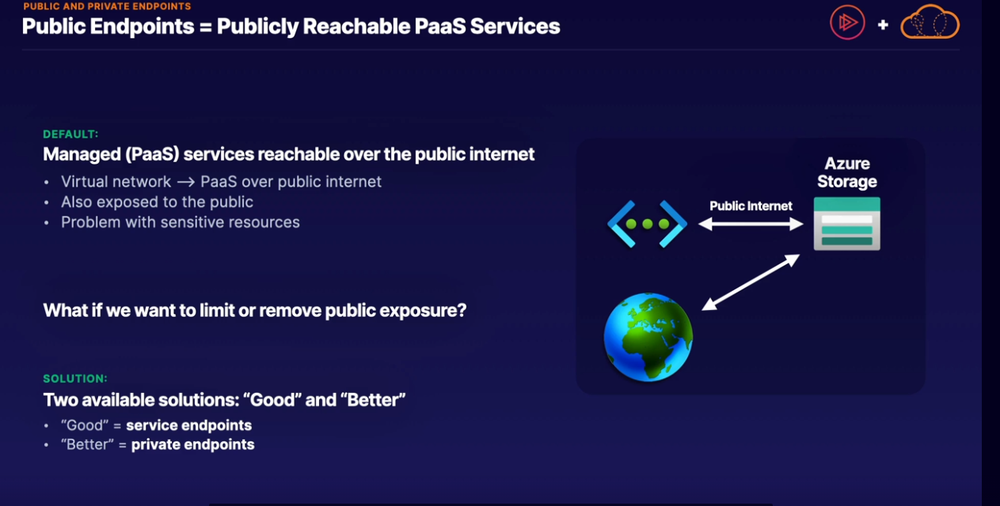 PUBLIC AND PRIVATE ENDPOINTS
Public Endpoints = Publicly Reachable PaaS Services
DEFAULT:
Managed (PaaS) services reachable over the public internet
• Virtual network → PaaS over public internet
• Also exposed to the public
• Problem with sensitive resources
What if we want to limit or remove public exposure?
SOLUTION:
Two available solutions: “Good” and “Better”
• “Good” = service endpoints
• “Better” = private endpoints
Azure
Storage
Public Internet